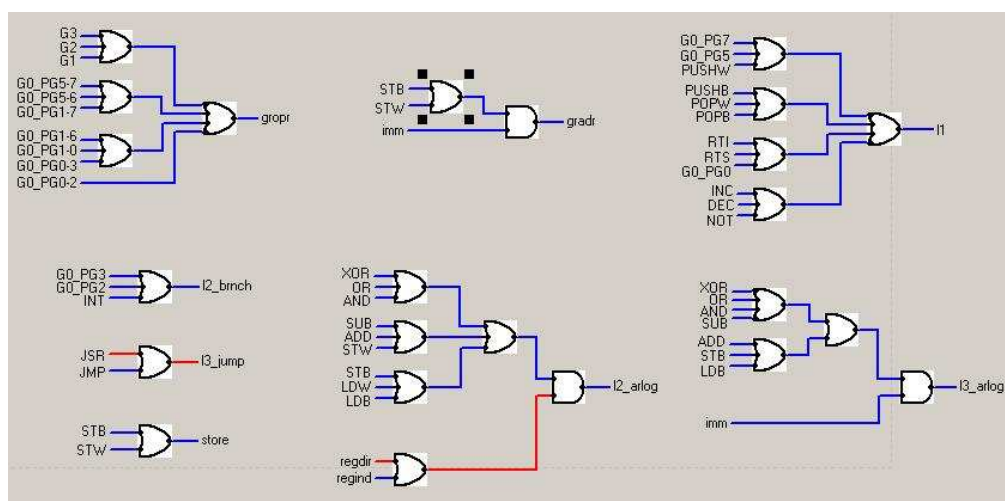 G3
G2
G1
G0_PG5-7
G0_PG5-6
G0_PG1-7
G0_PG1-6
G0_PG1-0
G0_PG0-3
G0_PG0-2
gropr
STB
STW
imm
gradr
G0_PG7
G0_PG5
PUSHW
PUSHB
POPW
POPB
RTI
RTS
G0_PG0
INC
DEC
NOT
l1
G0_PG3
G0_PG2
INT
l2_brnch
JSR
JMP
l3_jump
STB
STW
store
XOR
OR
AND
SUB
ADD
STW
STB
LDW
LDB
regdir
regind
l2_arlog
XOR
OR
AND
SUB
ADD
STB
LDB
imm
l3_arlog